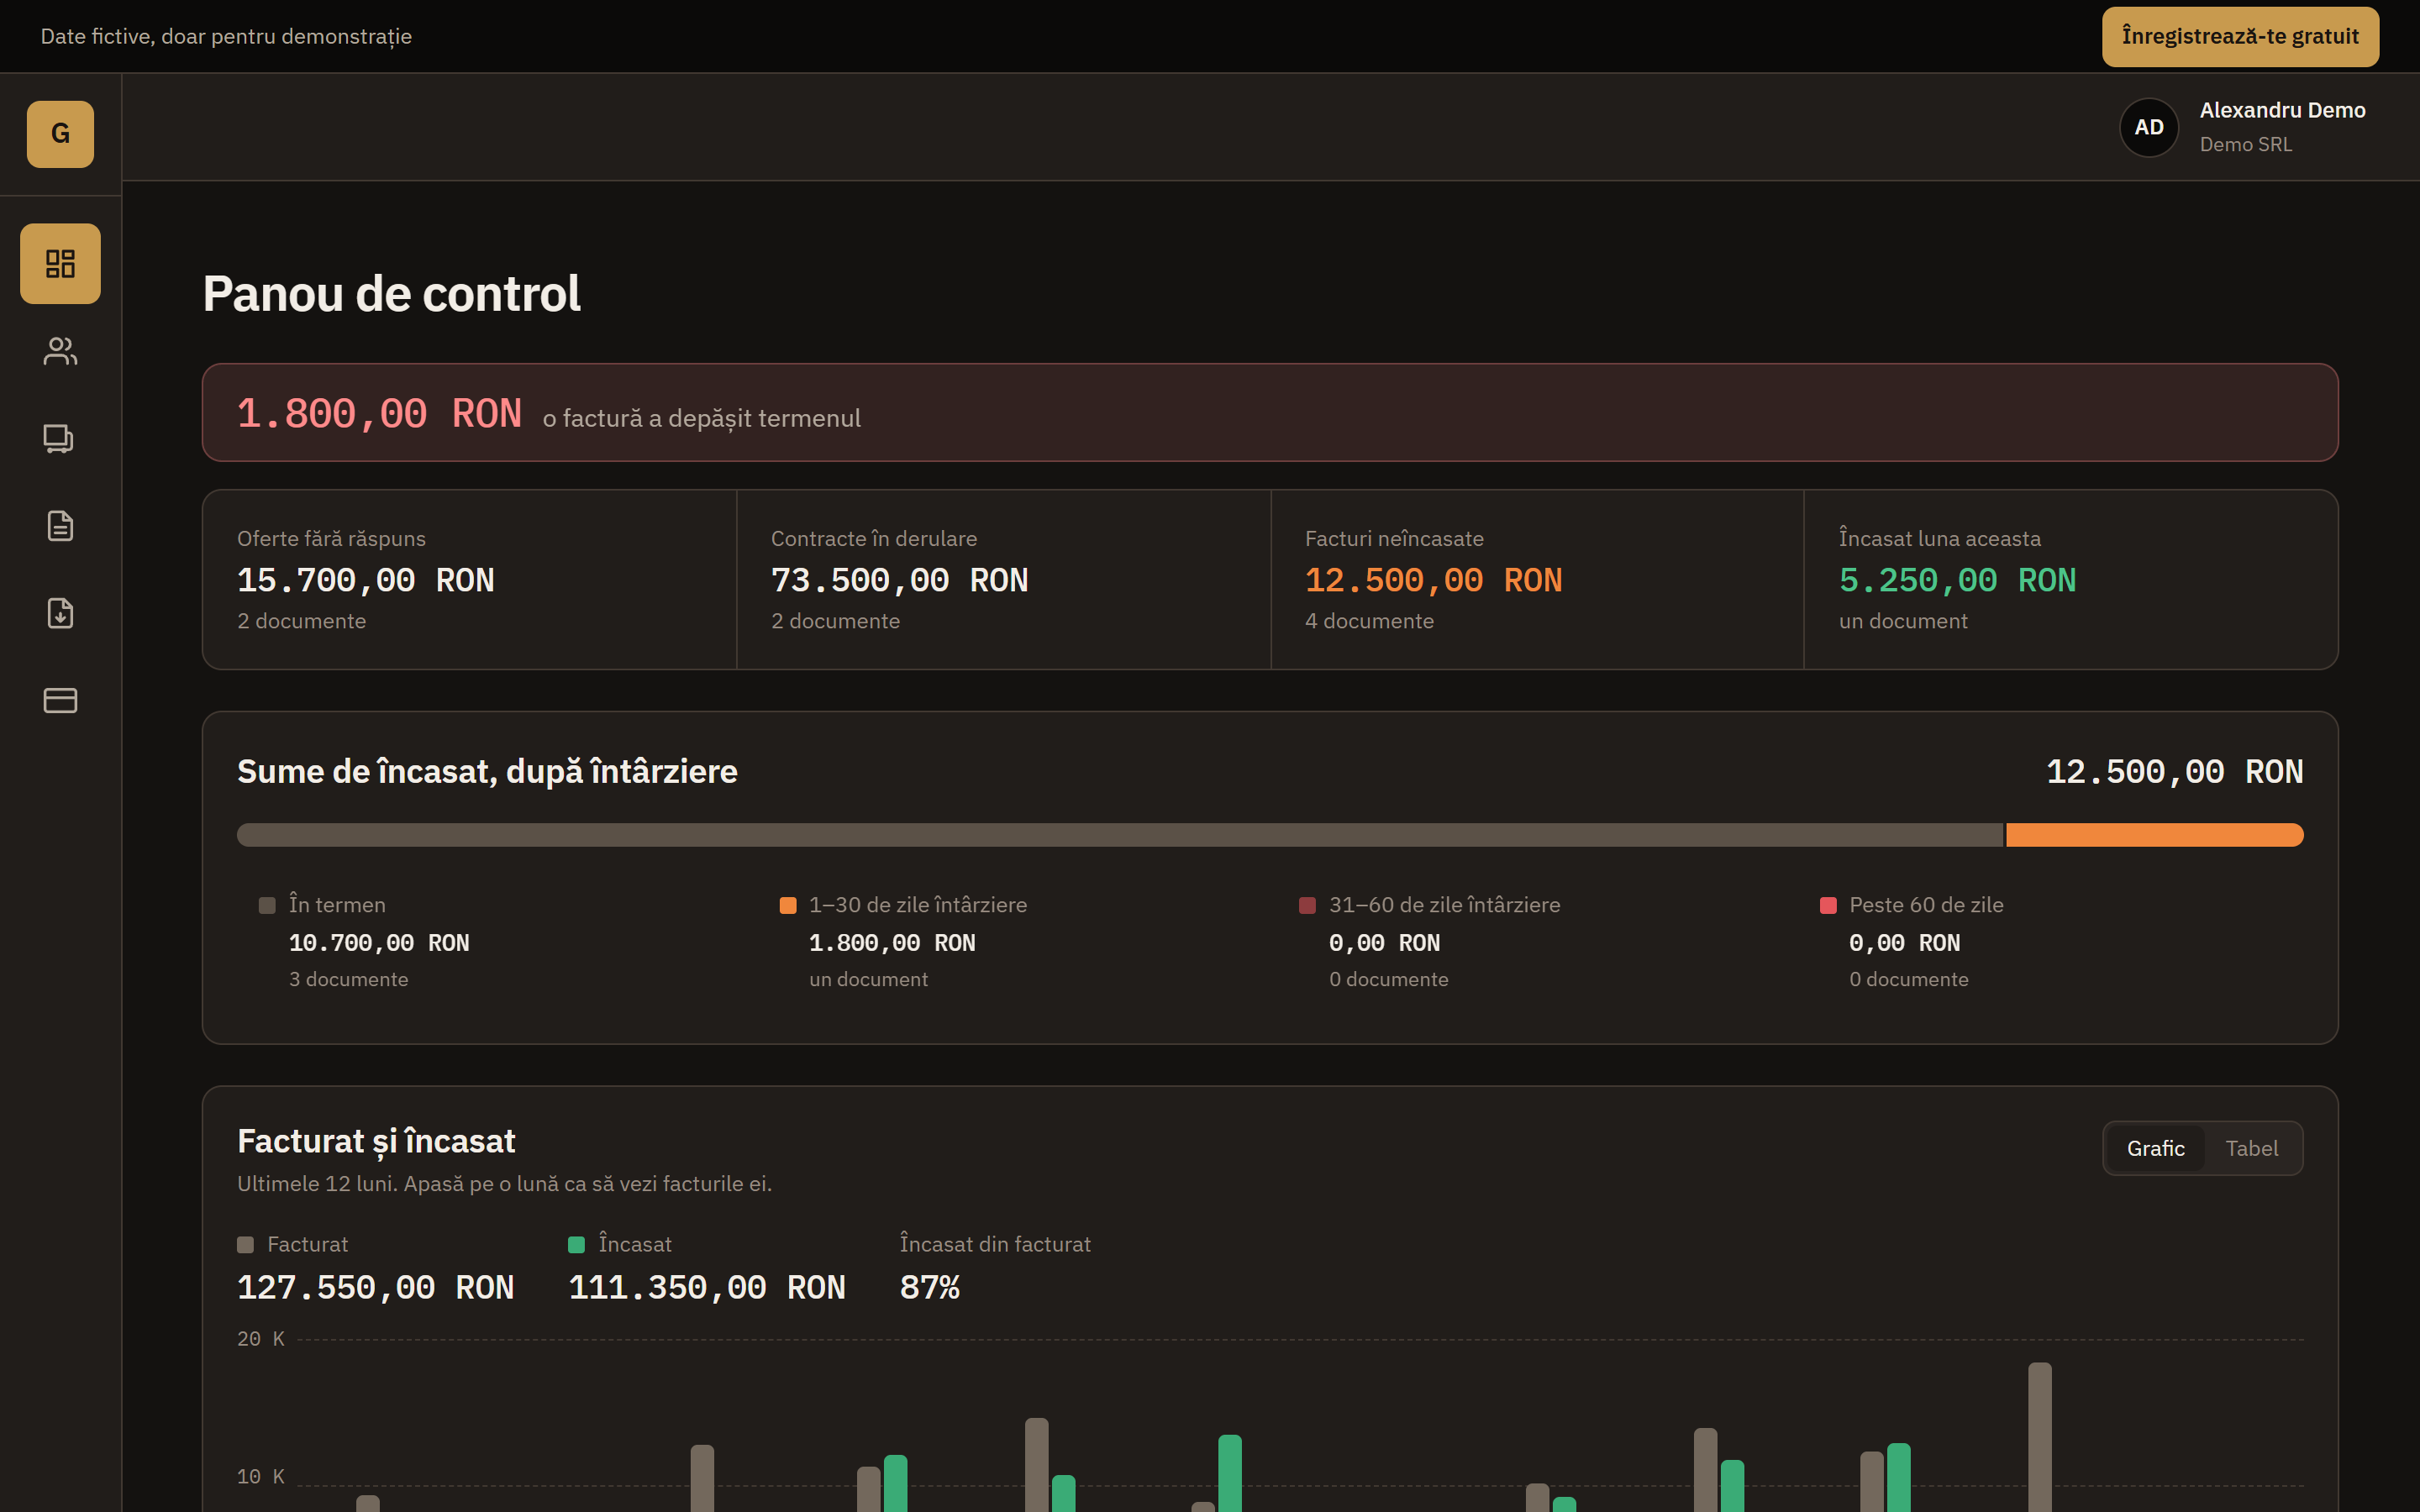 Date fictive, doar pentru demonstrație
Înregistrează-te gratuit
G
AD
Alexandru Demo
Demo SRL
Panou de control
1.800,00 RON o factură a depășit termenul
Oferte fără răspuns
15.700,00 RON
2 documente
Contracte în derulare
73.500,00 RON
2 documente
Facturi neîncasate
12.500,00 RON
4 documente
Încasat luna aceasta
5.250,00 RON
un document
Sume de încasat, după întârziere
12.500,00 RON
În termen
10.700,00 RON
3 documente
1–30 de zile întârziere
1.800,00 RON
un document
31–60 de zile întârziere
0,00 RON
0 documente
Peste 60 de zile
0,00 RON
0 documente
Facturat și încasat
Ultimele 12 luni. Apasă pe o lună ca să vezi facturile ei.
Grafic
Tabel
Facturat
127.550,00 RON
Încasat
111.350,00 RON
Încasat din facturat
87%
20 K
10 K